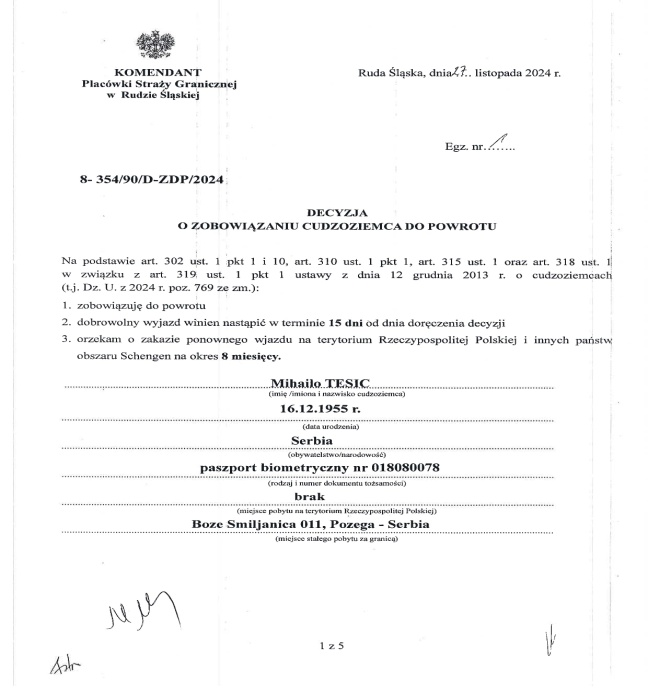 KOMENDANT
Placówki Straży Granicznej
w Rudzie Śląskiej
Ruda Śląska, dnia 27. listopada 2024 r.
Egz. nr...1.....
8- 354/90/D-ZDP/2024
DECYZJA
O ZOBOWIĄZANIU CUDZOZIEMCA DO POWROTU
Na podstawie art. 302 ust. 1 pkt 1 i 10, art. 310 ust. 1 pkt 1, art. 315 ust. 1 oraz art. 318 ust. 1
w związku z art. 319 ust. 1 pkt 1 ustawy z dnia 12 grudnia 2013 r. o cudzoziemcach
(t.j. Dz. U. z 2024 r. poz. 769 ze zm.):
1. zobowiązuję do powrotu
2. dobrowolny wyjazd winien nastąpić w terminie 15 dni od dnia doręczenia decyzji
3. orzekam o zakazie ponownego wjazdu na terytorium Rzeczypospolitej Polskiej i innych państw
obszaru Schengen na okres 8 miesięcy.
Mihailo TESIC
(imię /imiona i nazwisko cudzoziemca)
16.12.1955 r.
(data urodzenia)
Serbia
(obywatelstwo/narodowość)
paszport biometryczny nr 018080078
(rodzaj i numer dokumentu tożsamości)
brak
(miejsce pobytu na terytorium Rzeczypospolitej Polskiej)
Boze Smiljanica 011, Pozega - Serbia
(miejsce stałego pobytu za granicą)
1 z 5